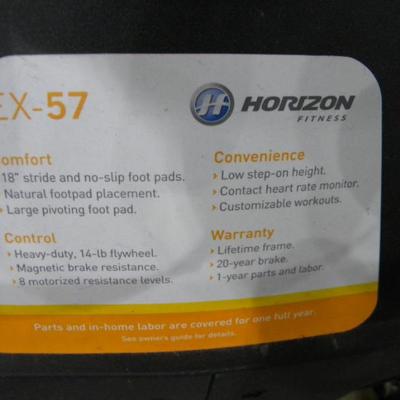 EX-57
HORIZON
FITNESS
omfort
18" stride and no-slip foot pads.
Natural footpad placement.
Large pivoting foot pad.
Convenience
Low step-on height.
Contact heart rate monitor.
Customizable workouts.
Control
Heavy-duty, 14-lb flywheel.
Magnetic brake resistance.
8 motorized resistance levels.
Warranty
Lifetime frame.
20-year brake.
1-year parts and labor.
Parts and in-home labor are covered for one full year.
See owner's guide for details.